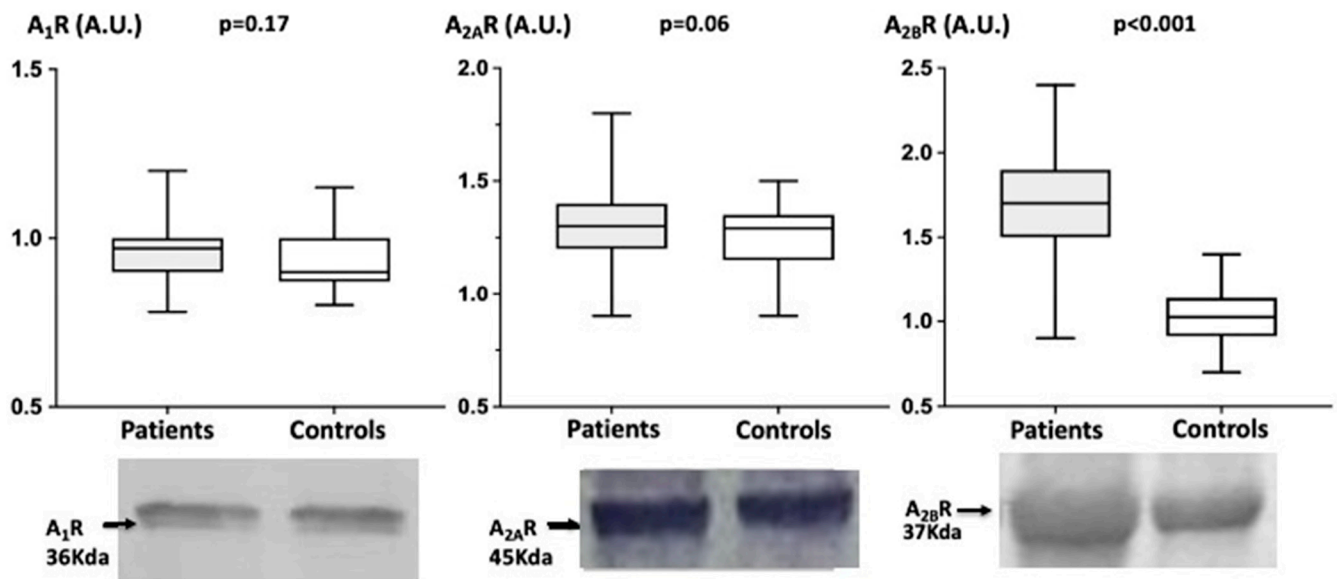 A₁R (A.U.) p=0.17
1.5
1.0
0.5
Patients Controls
A₁R
36Kda
A₂ₐR (A.U.) p=0.06
2.0
1.5
1.0
0.5
Patients Controls
A₂ₐR
45Kda
A₂ʙR (A.U.) p<0.001
2.5
2.0
1.5
1.0
0.5
Patients Controls
A₂ʙR
37Kda